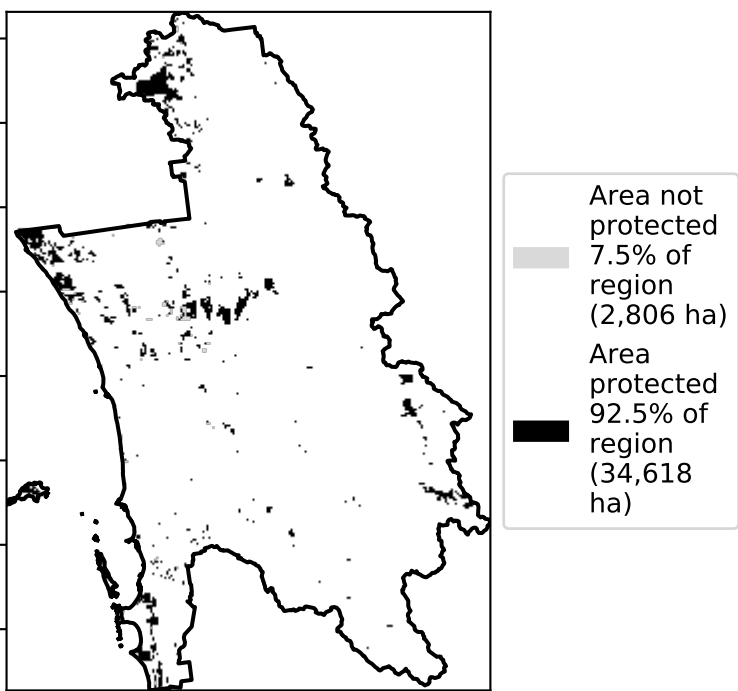 Area not
protected
7.5% of
region
(2,806 ha)
Area
protected
92.5% of
region
(34,618
ha)